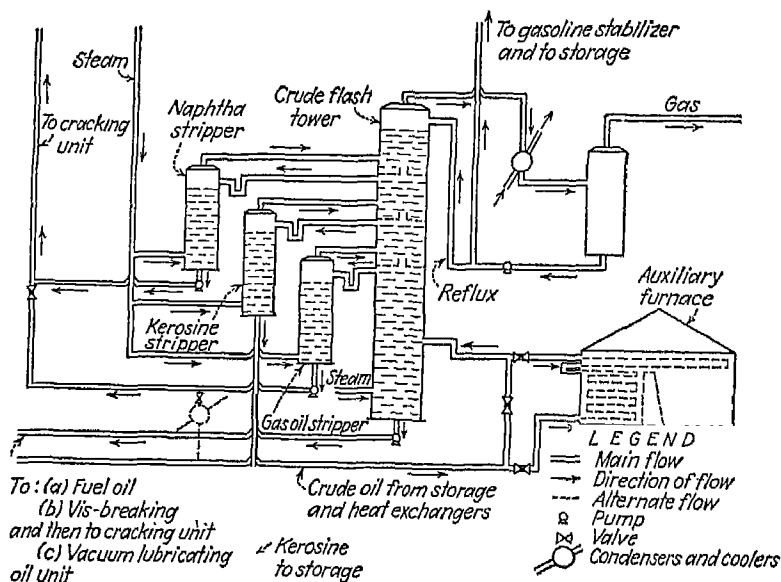 To gasoline stabilizer
and to storage
Steam
Crude flash
tower
Naphtha
stripper
Gas
To cracking
unit
Reflux
Auxiliary
furnace
Kerosine
stripper
Steam
Gas oil stripper
LEGEND
Main flow
Direction of flow
Alternate flow
Pump
Valve
Condensers and coolers
Crude oil from storage
and heat exchangers
To: (a) Fuel oil
(b) Vis-breaking
and then to cracking unit
(c) Vacuum lubricating
oil unit
Kerosine
to storage